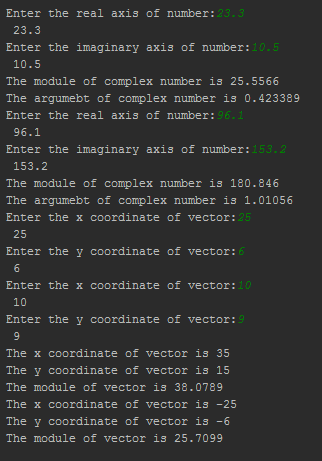 Enter the real axis of number:23.3
23.3
Enter the imaginary axis of number:10.5
10.5
The module of complex number is 25.5566
The argumebt of complex number is 0.423389
Enter the real axis of number:96.1
96.1
Enter the imaginary axis of number:153.2
153.2
The module of complex number is 180.846
The argumebt of complex number is 1.01056
Enter the x coordinate of vector:25
25
Enter the y coordinate of vector:6
6
Enter the x coordinate of vector:10
10
Enter the y coordinate of vector:9
9
The x coordinate of vector is 35
The y coordinate of vector is 15
The module of vector is 38.0789
The x coordinate of vector is -25
The y coordinate of vector is -6
The module of vector is 25.7099